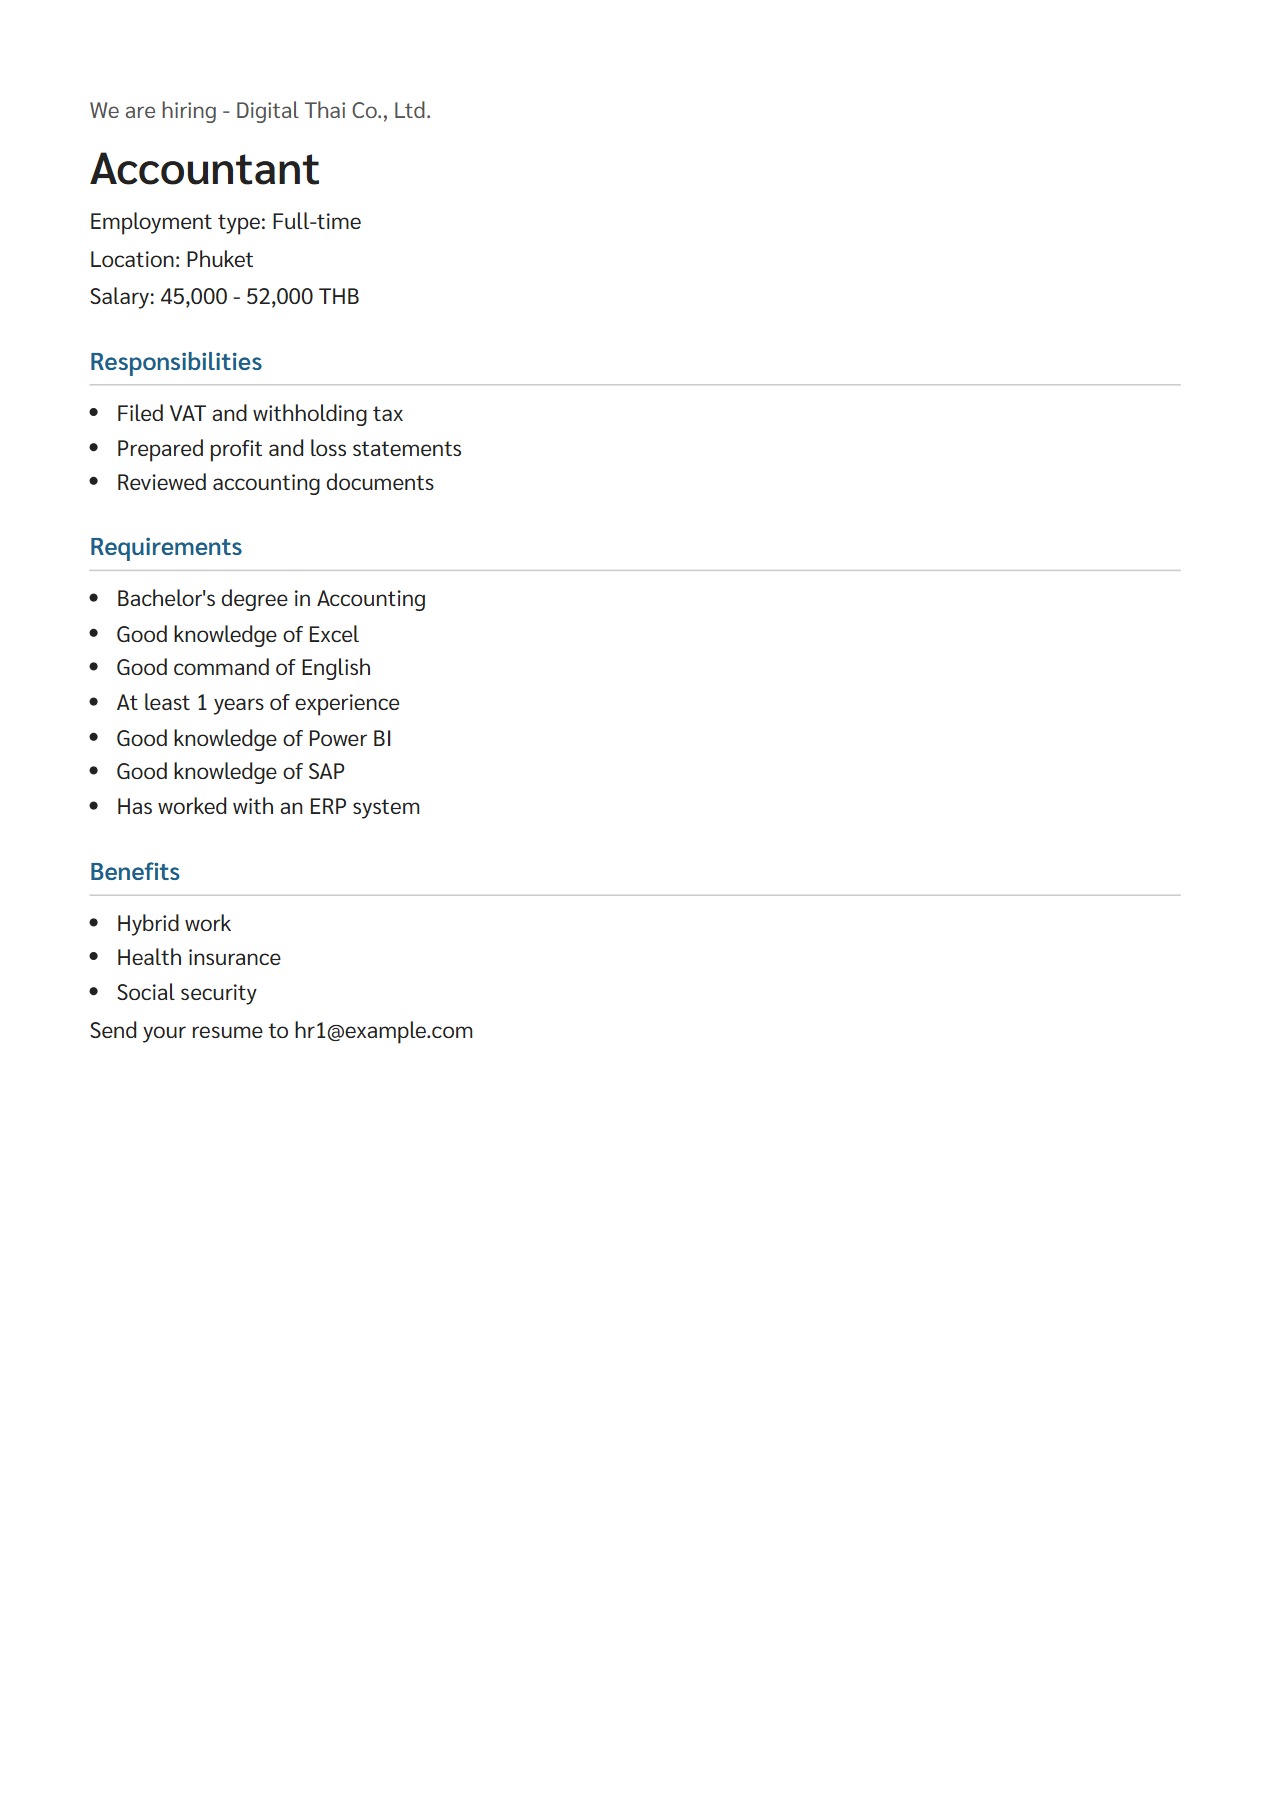 We are hiring - Digital Thai Co., Ltd.
Accountant
Employment type: Full-time
Location: Phuket
Salary: 45,000 - 52,000 THB
Responsibilities
• Filed VAT and withholding tax
• Prepared profit and loss statements
• Reviewed accounting documents
Requirements
• Bachelor's degree in Accounting
• Good knowledge of Excel
• Good command of English
• At least 1 years of experience
• Good knowledge of Power BI
• Good knowledge of SAP
• Has worked with an ERP system
Benefits
• Hybrid work
• Health insurance
• Social security
Send your resume to hr1@example.com